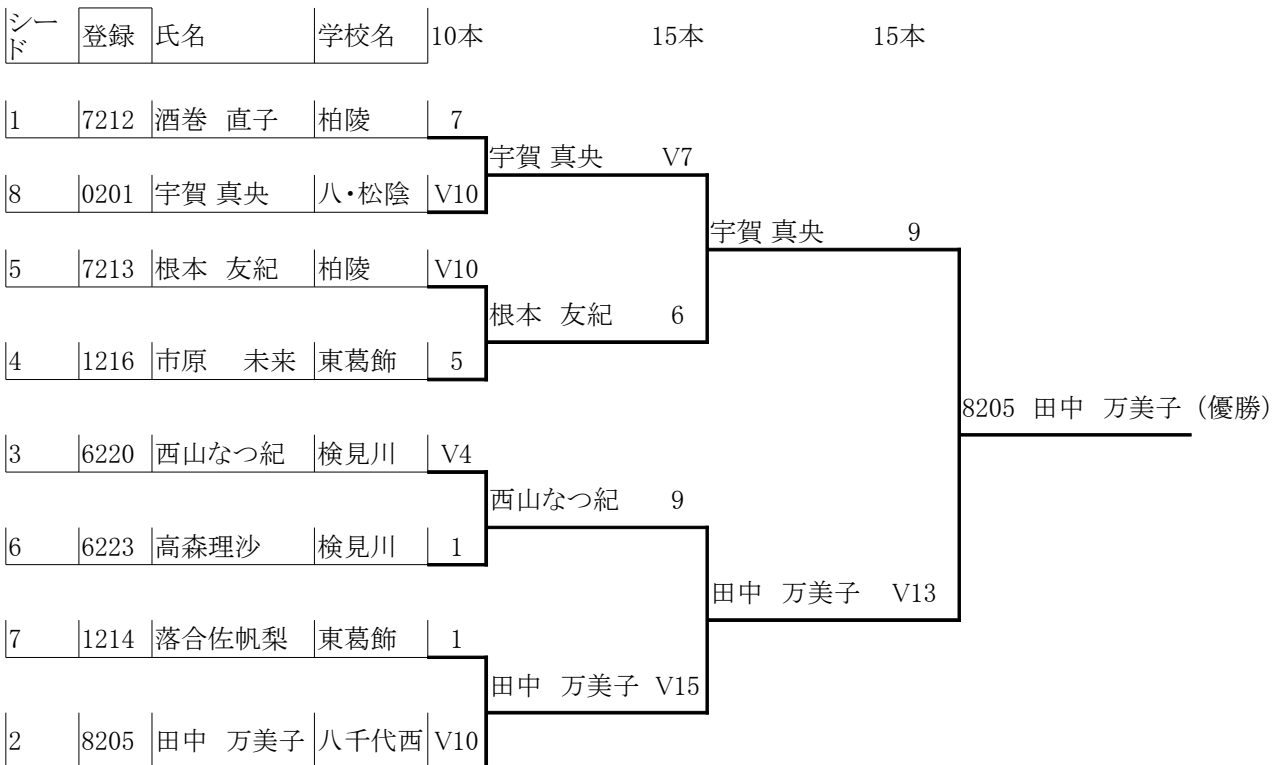 シード 登録 氏名 学校名 10本 15本 15本
1 7212 酒巻 直子 柏陵 7
宇賀 真央 V7
8 0201 宇賀 真央 八・松陰 V10
宇賀 真央 9
5 7213 根本 友紀 柏陵 V10
根本 友紀 6
4 1216 市原 未来 東葛飾 5
8205 田中 万美子 (優勝)
3 6220 西山なつ紀 検見川 V4
西山なつ紀 9
6 6223 高森理沙 検見川 1
田中 万美子 V13
7 1214 落合佐帆梨 東葛飾 1
田中 万美子 V15
2 8205 田中 万美子 八千代西 V10